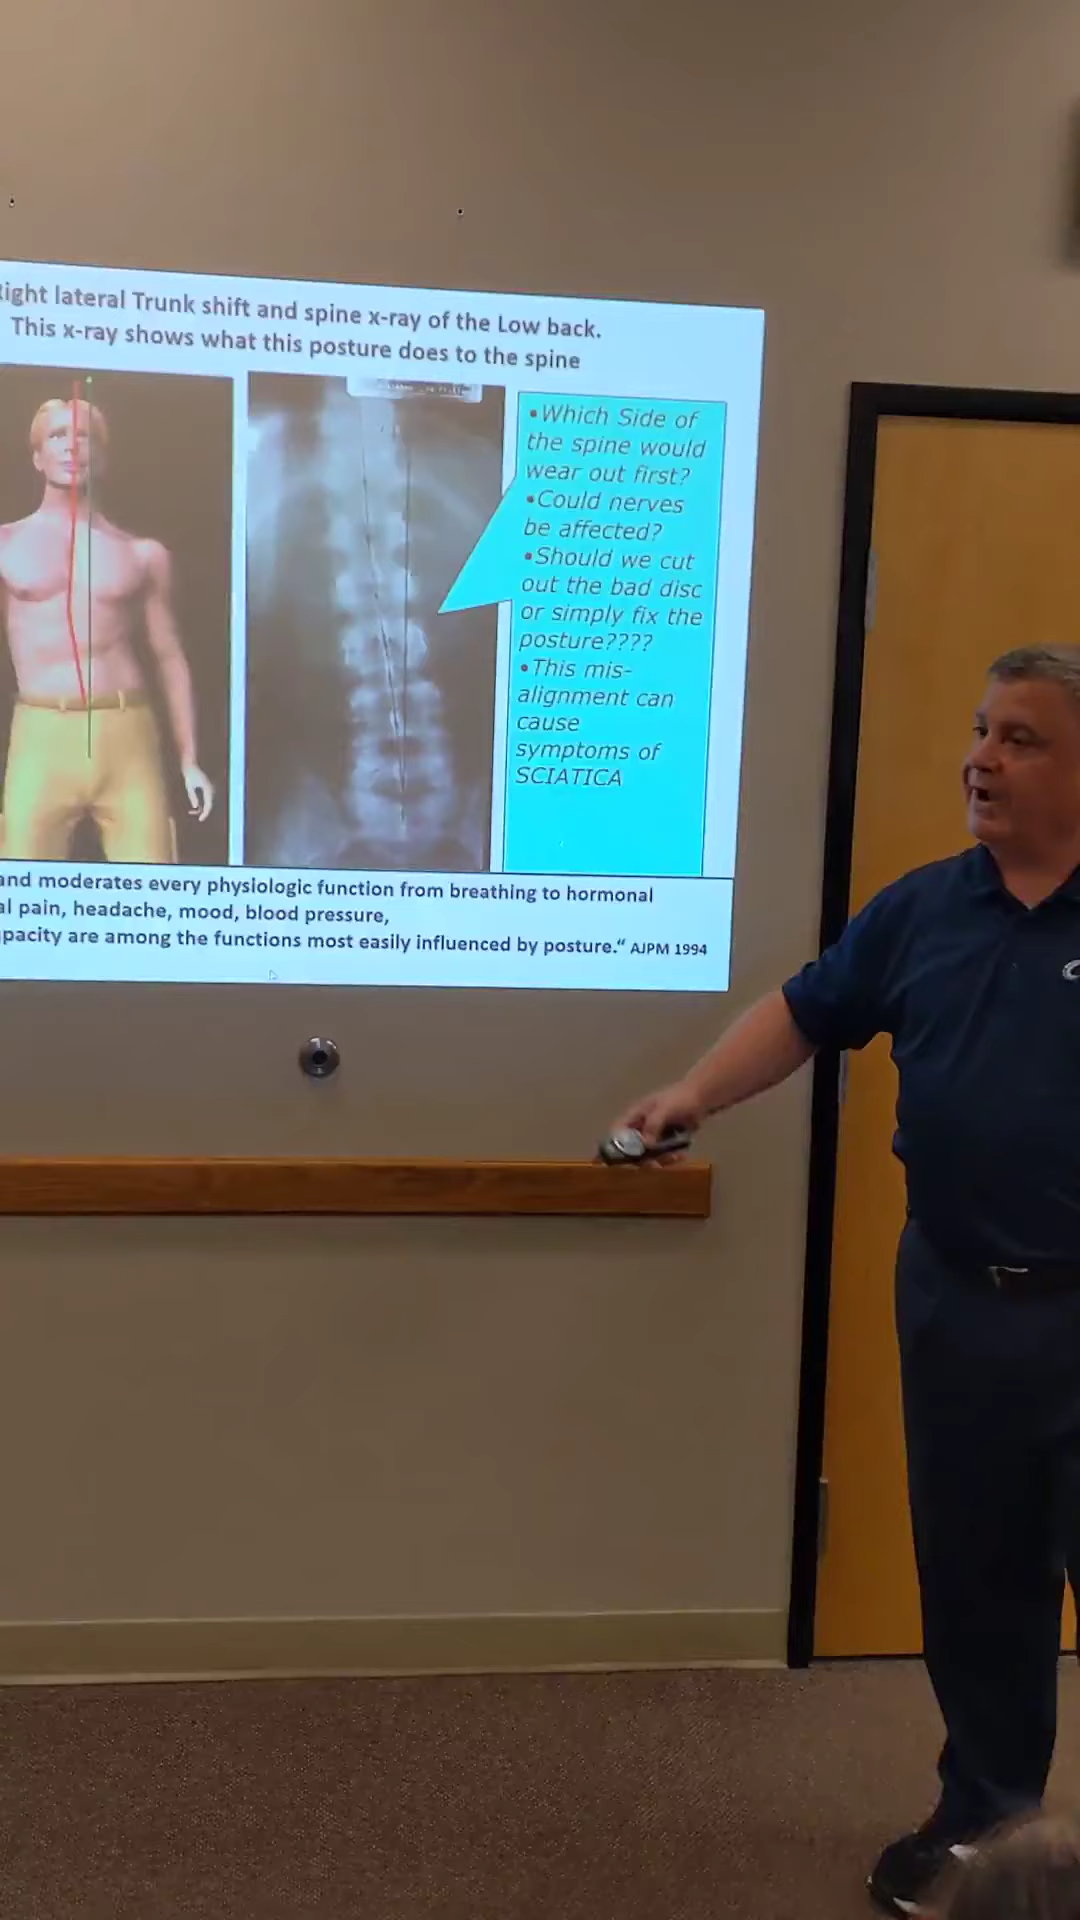 ight lateral Trunk shift and spine x-ray of the Low back.
This x-ray shows what this posture does to the spine
•Which Side of
the spine would
wear out first?
•Could nerves
be affected?
•Should we cut
out the bad disc
or simply fix the
posture????
•This mis-
alignment can
cause
symptoms of
SCIATICA
and moderates every physiologic function from breathing to hormonal
al pain, headache, mood, blood pressure,
pacity are among the functions most easily influenced by posture.“ AJPM 1994